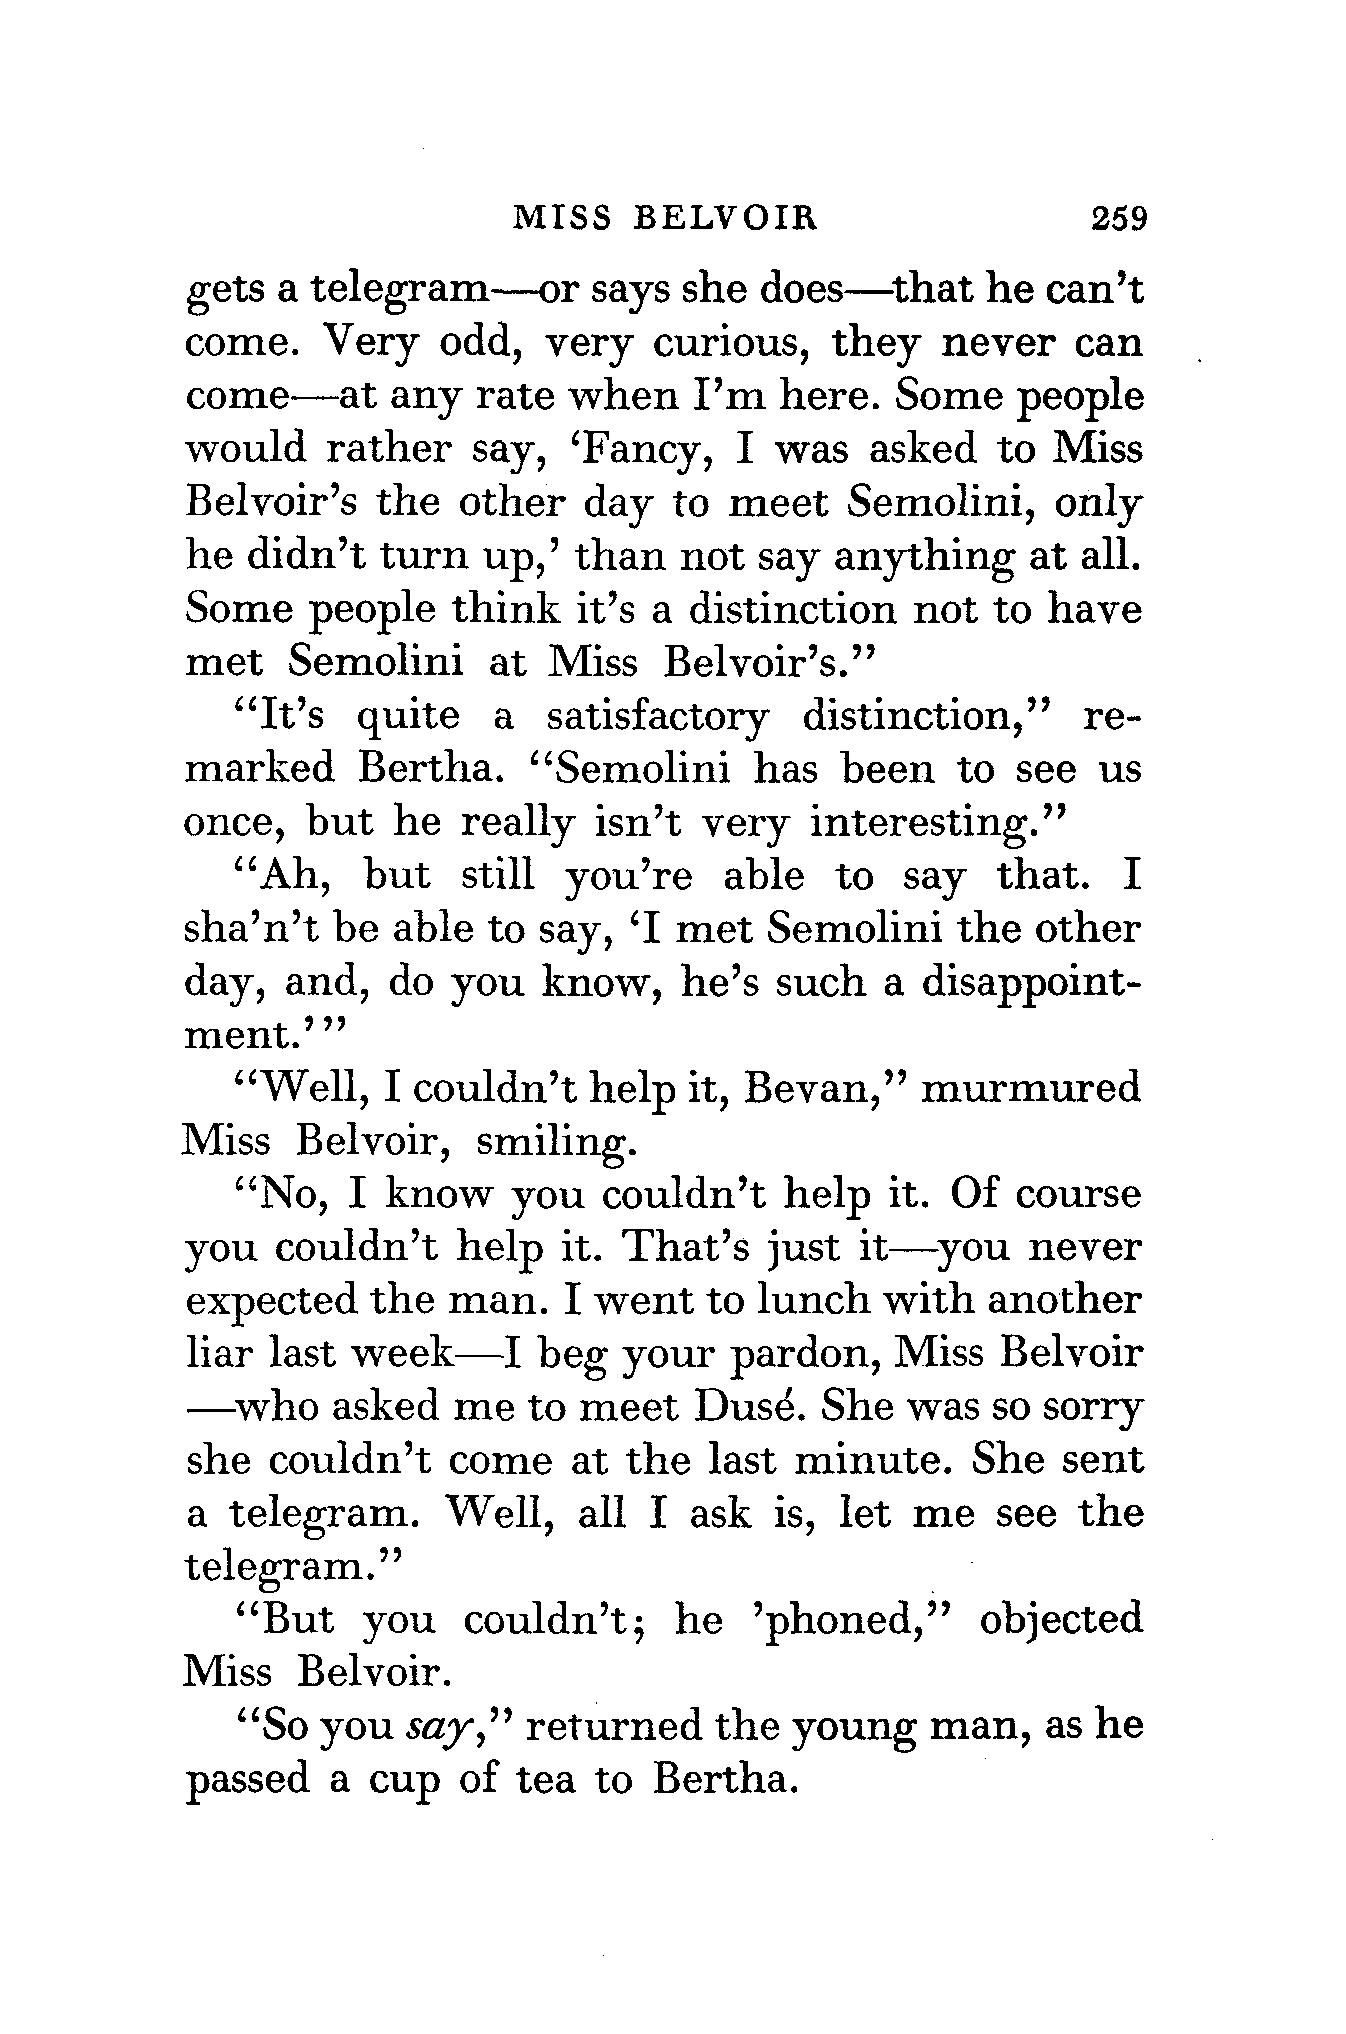 MISS BELVOIR 259
gets a telegram—or says she does—that he can't
come. Very odd, very curious, they never can
come—at any rate when I'm here. Some people
would rather say, 'Fancy, I was asked to Miss
Belvoir's the other day to meet Semolini, only
he didn't turn up,' than not say anything at all.
Some people think it's a distinction not to have
met Semolini at Miss Belvoir's."
"It's quite a satisfactory distinction," re-
marked Bertha. "Semolini has been to see us
once, but he really isn't very interesting."
"Ah, but still you're able to say that. I
sha'n't be able to say, 'I met Semolini the other
day, and, do you know, he's such a disappoint-
ment.'"
"Well, I couldn't help it, Bevan," murmured
Miss Belvoir, smiling.
"No, I know you couldn't help it. Of course
you couldn't help it. That's just it—you never
expected the man. I went to lunch with another
liar last week—I beg your pardon, Miss Belvoir
—who asked me to meet Dusé. She was so sorry
she couldn't come at the last minute. She sent
a telegram. Well, all I ask is, let me see the
telegram."
"But you couldn't; he 'phoned," objected
Miss Belvoir.
"So you say," returned the young man, as he
passed a cup of tea to Bertha.